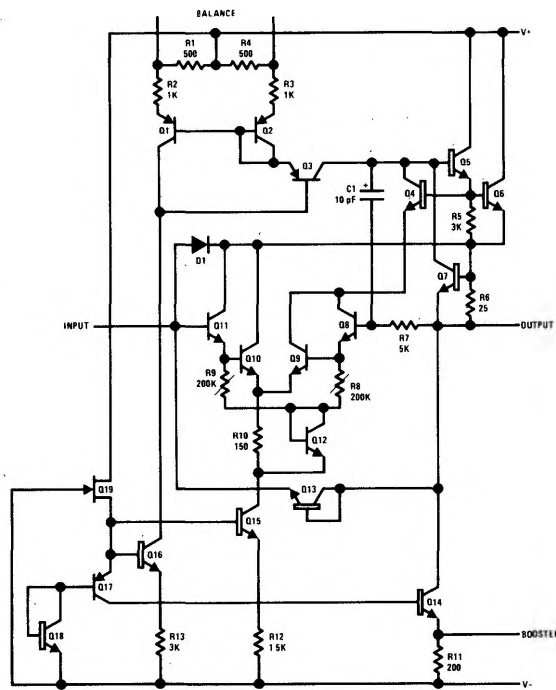 BALANCE
V+
R1
500
R4
500
R2
1K
R3
1K
Q1
Q2
Q3
Q5
C1
10 pF
Q4
Q6
R5
3K
D1
Q7
R6
25
INPUT
OUTPUT
Q11
Q10
Q9
Q8
R7
5K
R9
200K
R8
200K
R10
150
Q12
Q19
Q13
Q15
Q16
Q17
Q14
Q18
BOOSTER
R13
3K
R12
1 5K
R11
200
V-